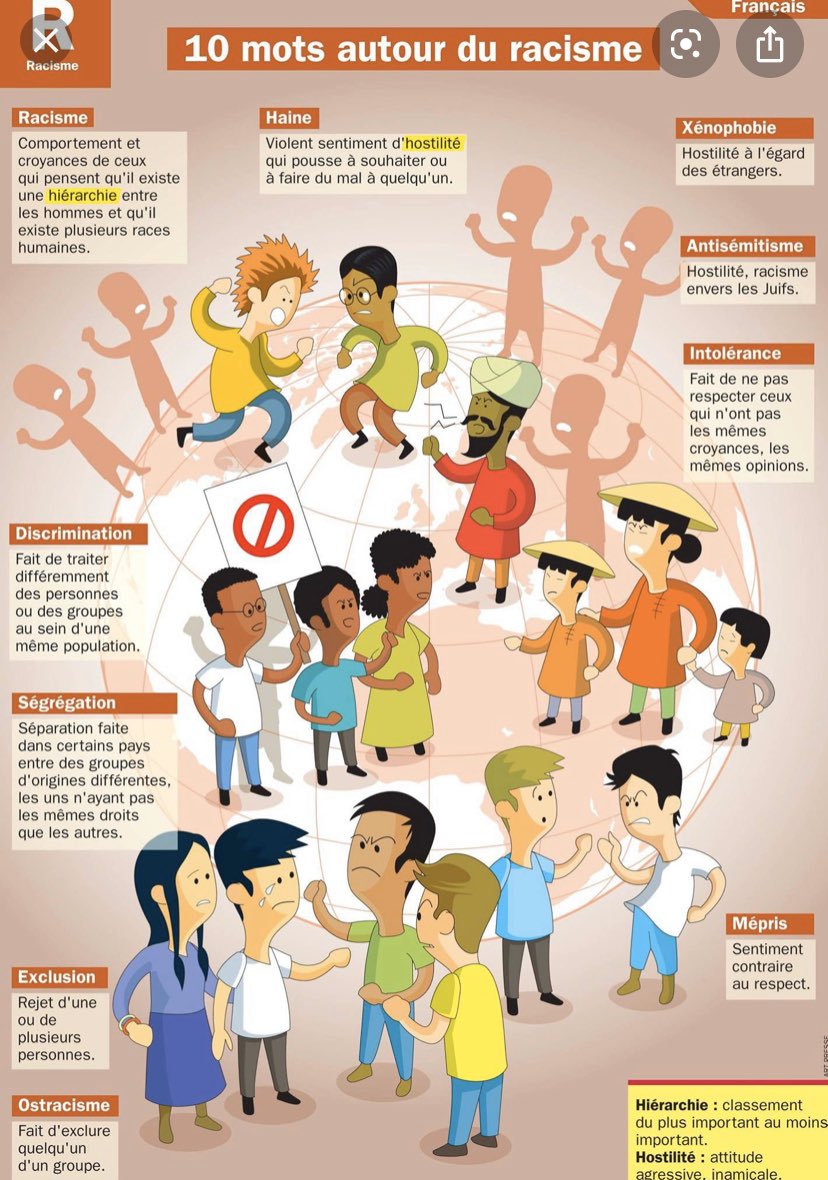 Français
R
Racisme
10 mots autour du racisme
Racisme
Comportement et
croyances de ceux
qui pensent qu'il existe
une hiérarchie entre
les hommes et qu'il
existe plusieurs races
humaines.
Haine
Violent sentiment d'hostilité
qui pousse à souhaiter ou
à faire du mal à quelqu'un.
Xénophobie
Hostilité à l'égard
des étrangers.
Antisémitisme
Hostilité, racisme
envers les Juifs.
Intolérance
Fait de ne pas
respecter ceux
qui n'ont pas
les mêmes
croyances, les
mêmes opinions.
Discrimination
Fait de traiter
différemment
des personnes
ou des groupes
au sein d'une
même population.
Ségrégation
Séparation faite
dans certains pays
entre des groupes
d'origines différentes,
les uns n'ayant pas
les mêmes droits
que les autres.
Mépris
Sentiment
contraire
au respect.
Exclusion
Rejet d'une
ou de
plusieurs
personnes.
Ostracisme
Fait d'exclure
quelqu'un
d'un groupe.
ART PRESSE
Hiérarchie : classement
du plus important au moins
important.
Hostilité : attitude
agressive, inamicale.